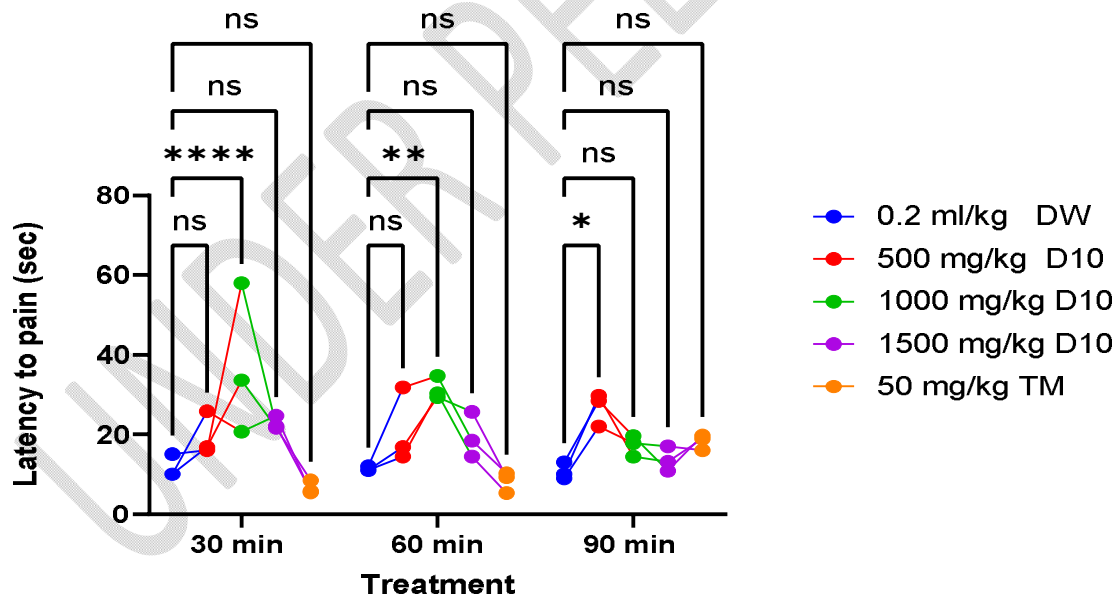 ns ns ns
ns ns ns
**** ** ns
ns ns *
80
60
40
20
0
Latency to pain (sec)
30 min 60 min 90 min
Treatment
0.2 ml/kg DW
500 mg/kg D10
1000 mg/kg D10
1500 mg/kg D10
50 mg/kg TM
UNDER PEE